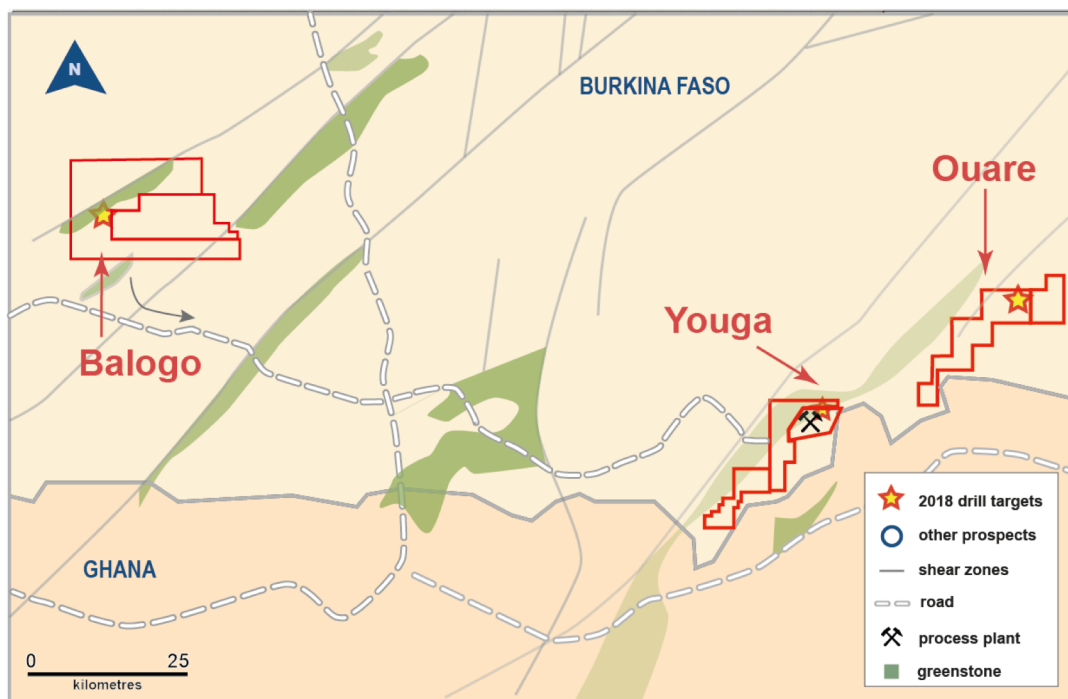 N
BURKINA FASO
Ouare
Youga
Balogo
GHANA
2018 drill targets
other prospects
shear zones
road
process plant
greenstone
0 25
kilometres